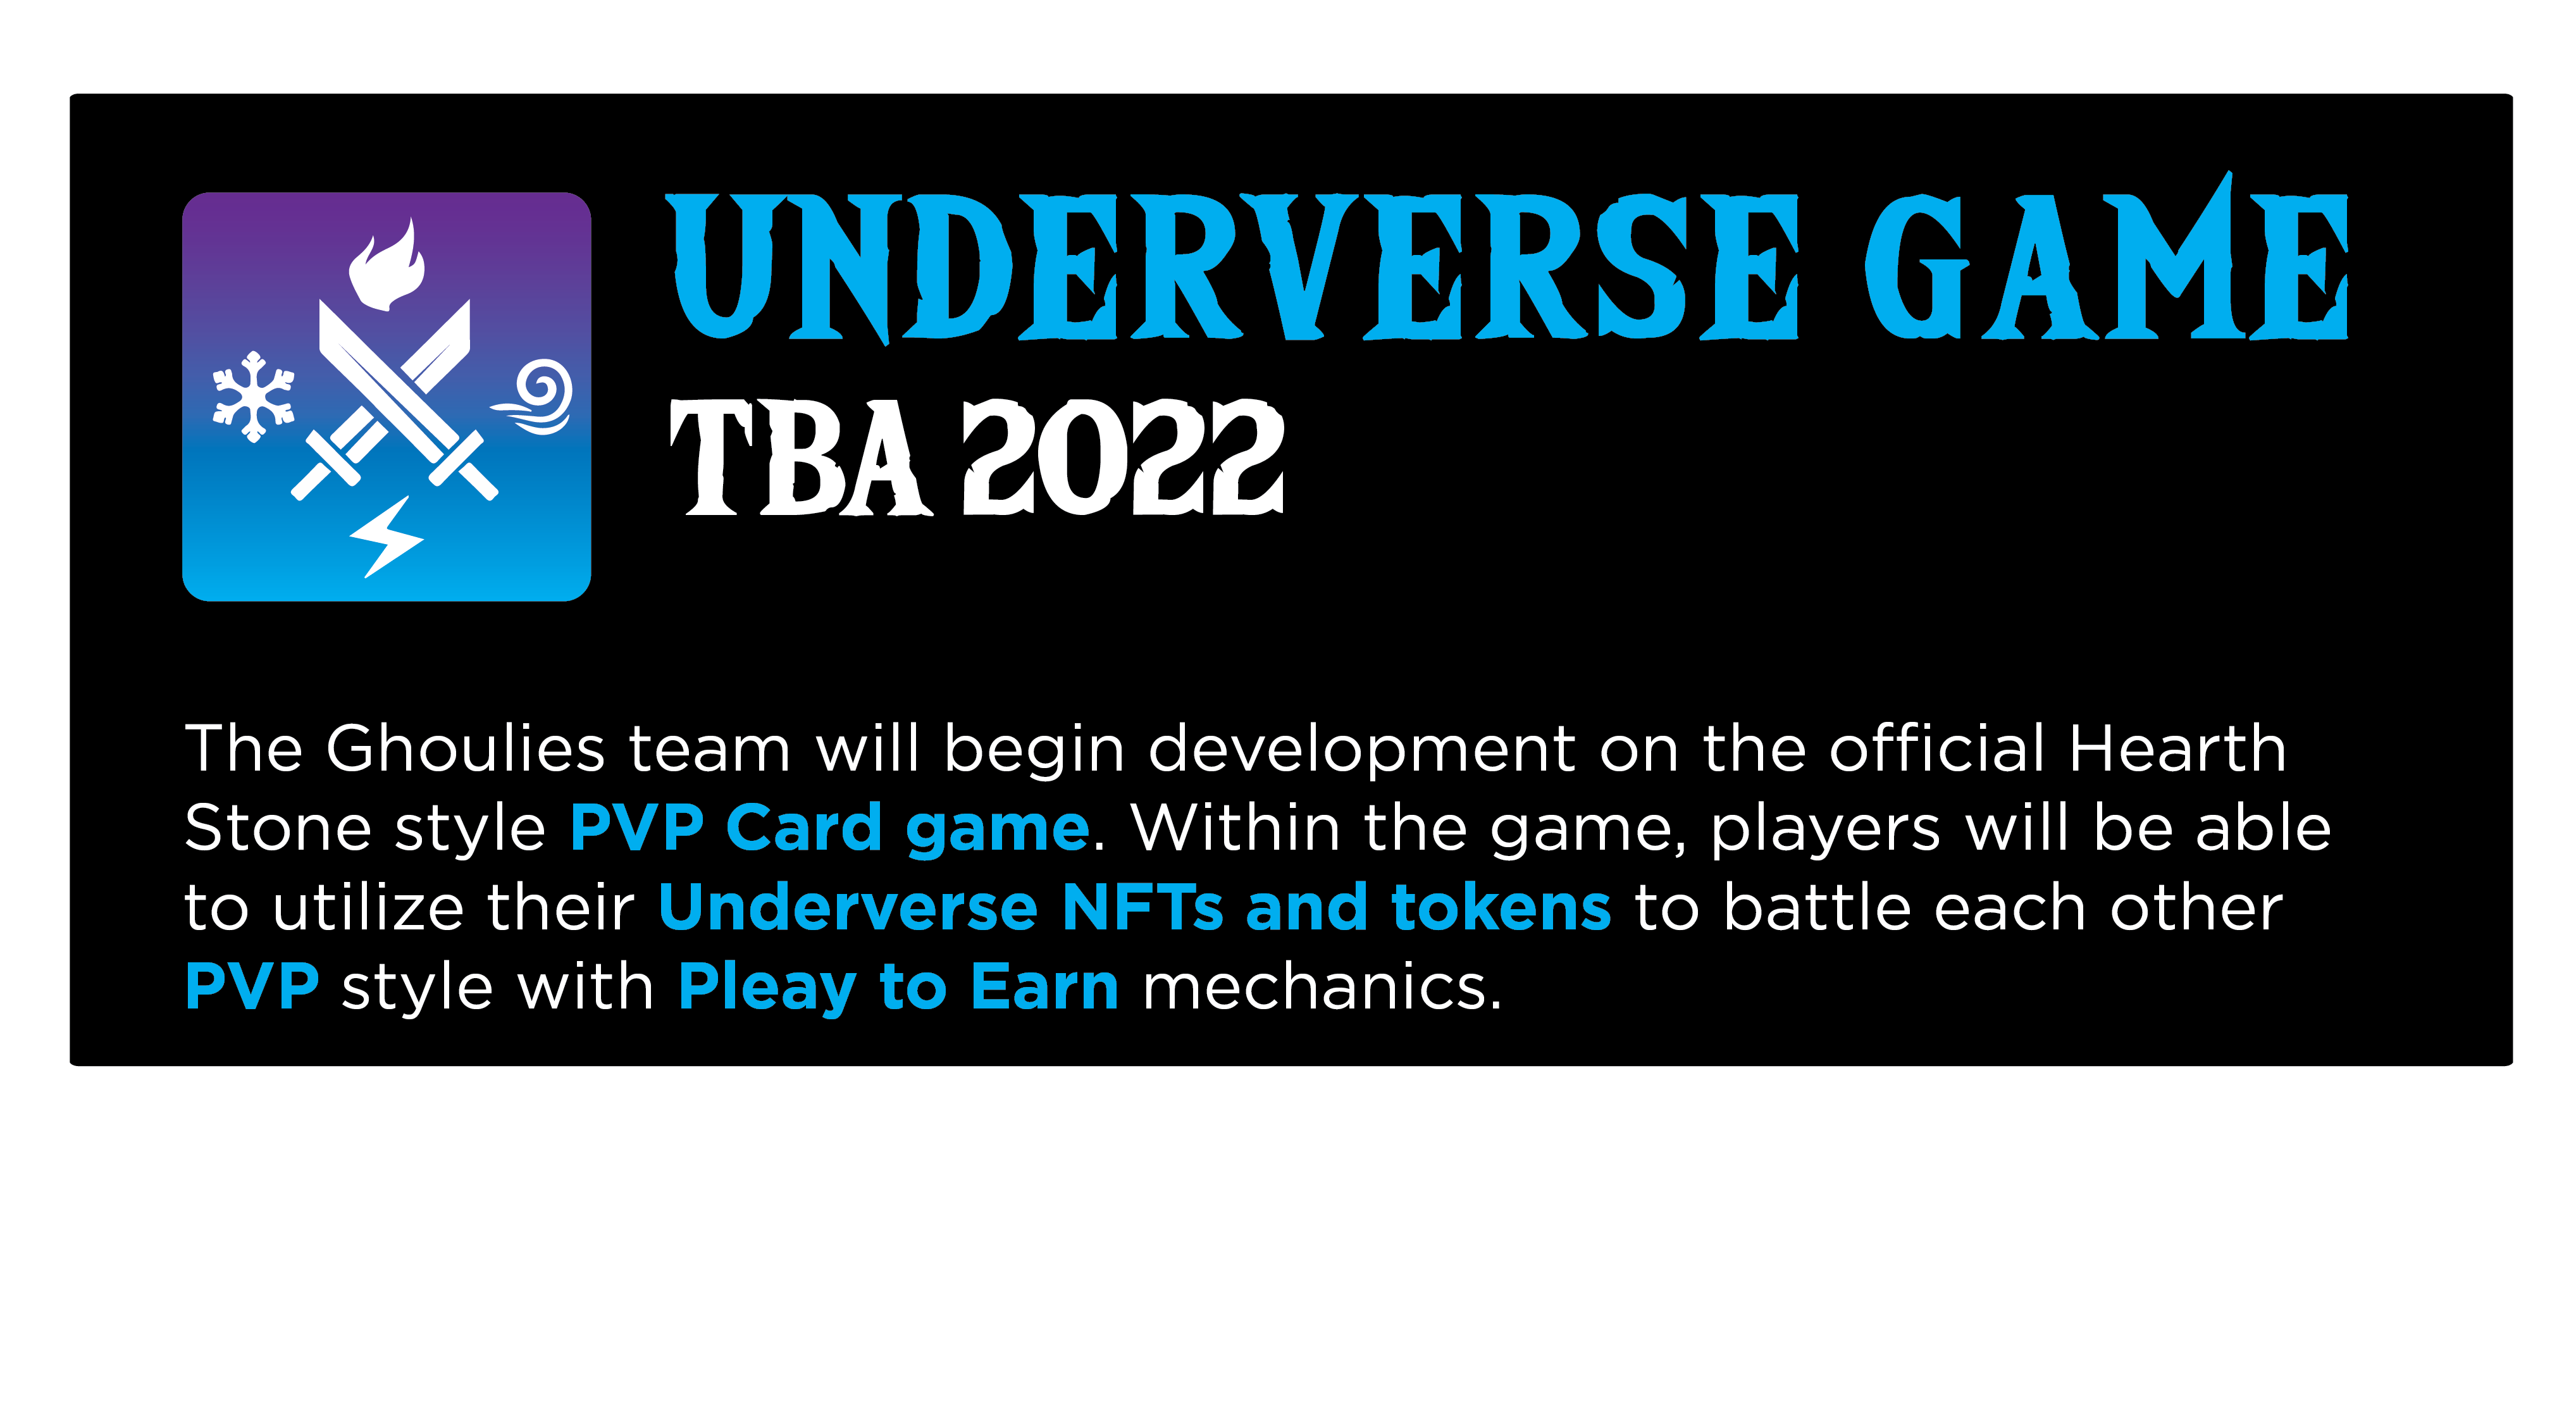 UNDERVERSE GAME
TBA 2022
The Ghoulies team will begin development on the official Hearth
Stone style PVP Card game. Within the game, players will be able
to utilize their Underverse NFTs and tokens to battle each other
PVP style with Pleay to Earn mechanics.